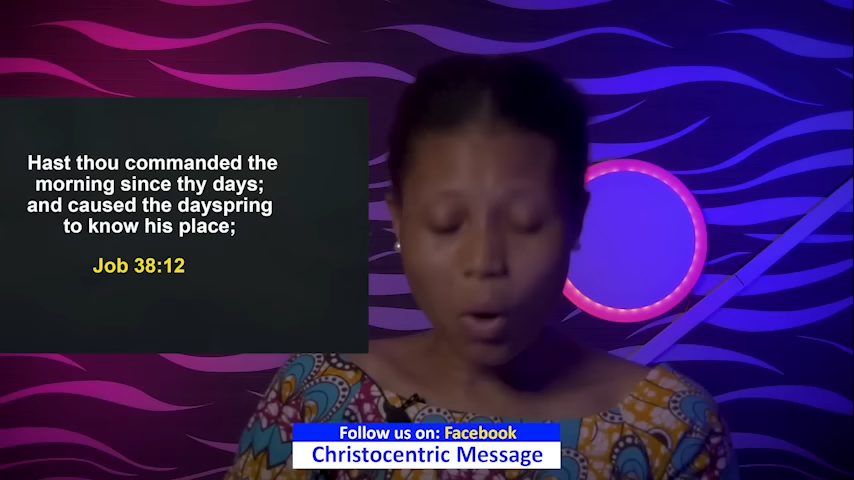 Hast thou commanded the
morning since thy days;
and caused the dayspring
to know his place;
Job 38:12
Follow us on: Facebook
Christocentric Message